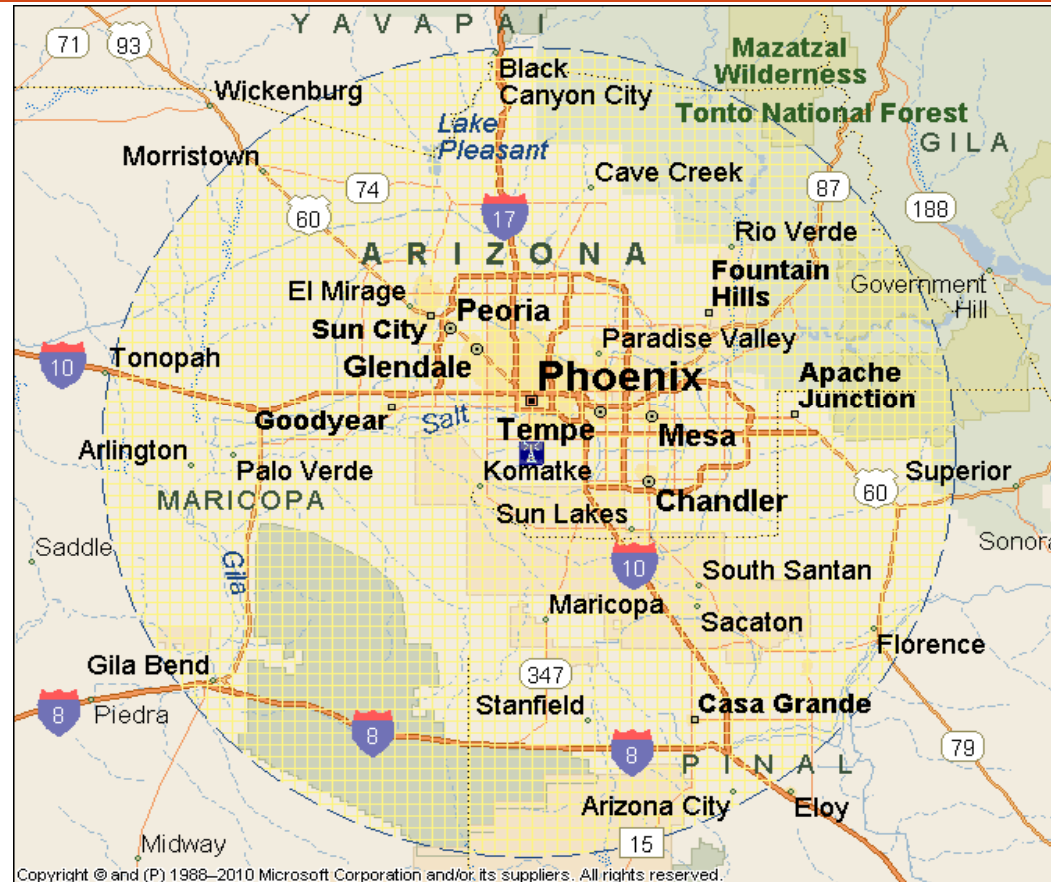 YAVAPAI
71
93
Mazatzal
Wilderness
Black
Canyon City
Wickenburg
Tonto National Forest
Lake
Pleasant
GILA
Morristown
Cave Creek
74
87
188
60
17
Rio Verde
ARIZONA
Fountain
Hills
El Mirage
Government
Hill
Peoria
Sun City
Paradise Valley
10
Tonopah
Glendale
Phoenix
Apache
Junction
Goodyear
Salt
Tempe
Mesa
Arlington
Palo Verde
Komatke
Superior
MARICOPA
60
Chandler
Sun Lakes
Saddle
Sonora
Gila
10
South Santan
Maricopa
Sacaton
Florence
Gila Bend
347
8
Piedra
Stanfield
Casa Grande
8
8
79
PINAL
Arizona City
Eloy
15
Midway
Copyright © and (P) 1988–2010 Microsoft Corporation and/or its suppliers. All rights reserved.